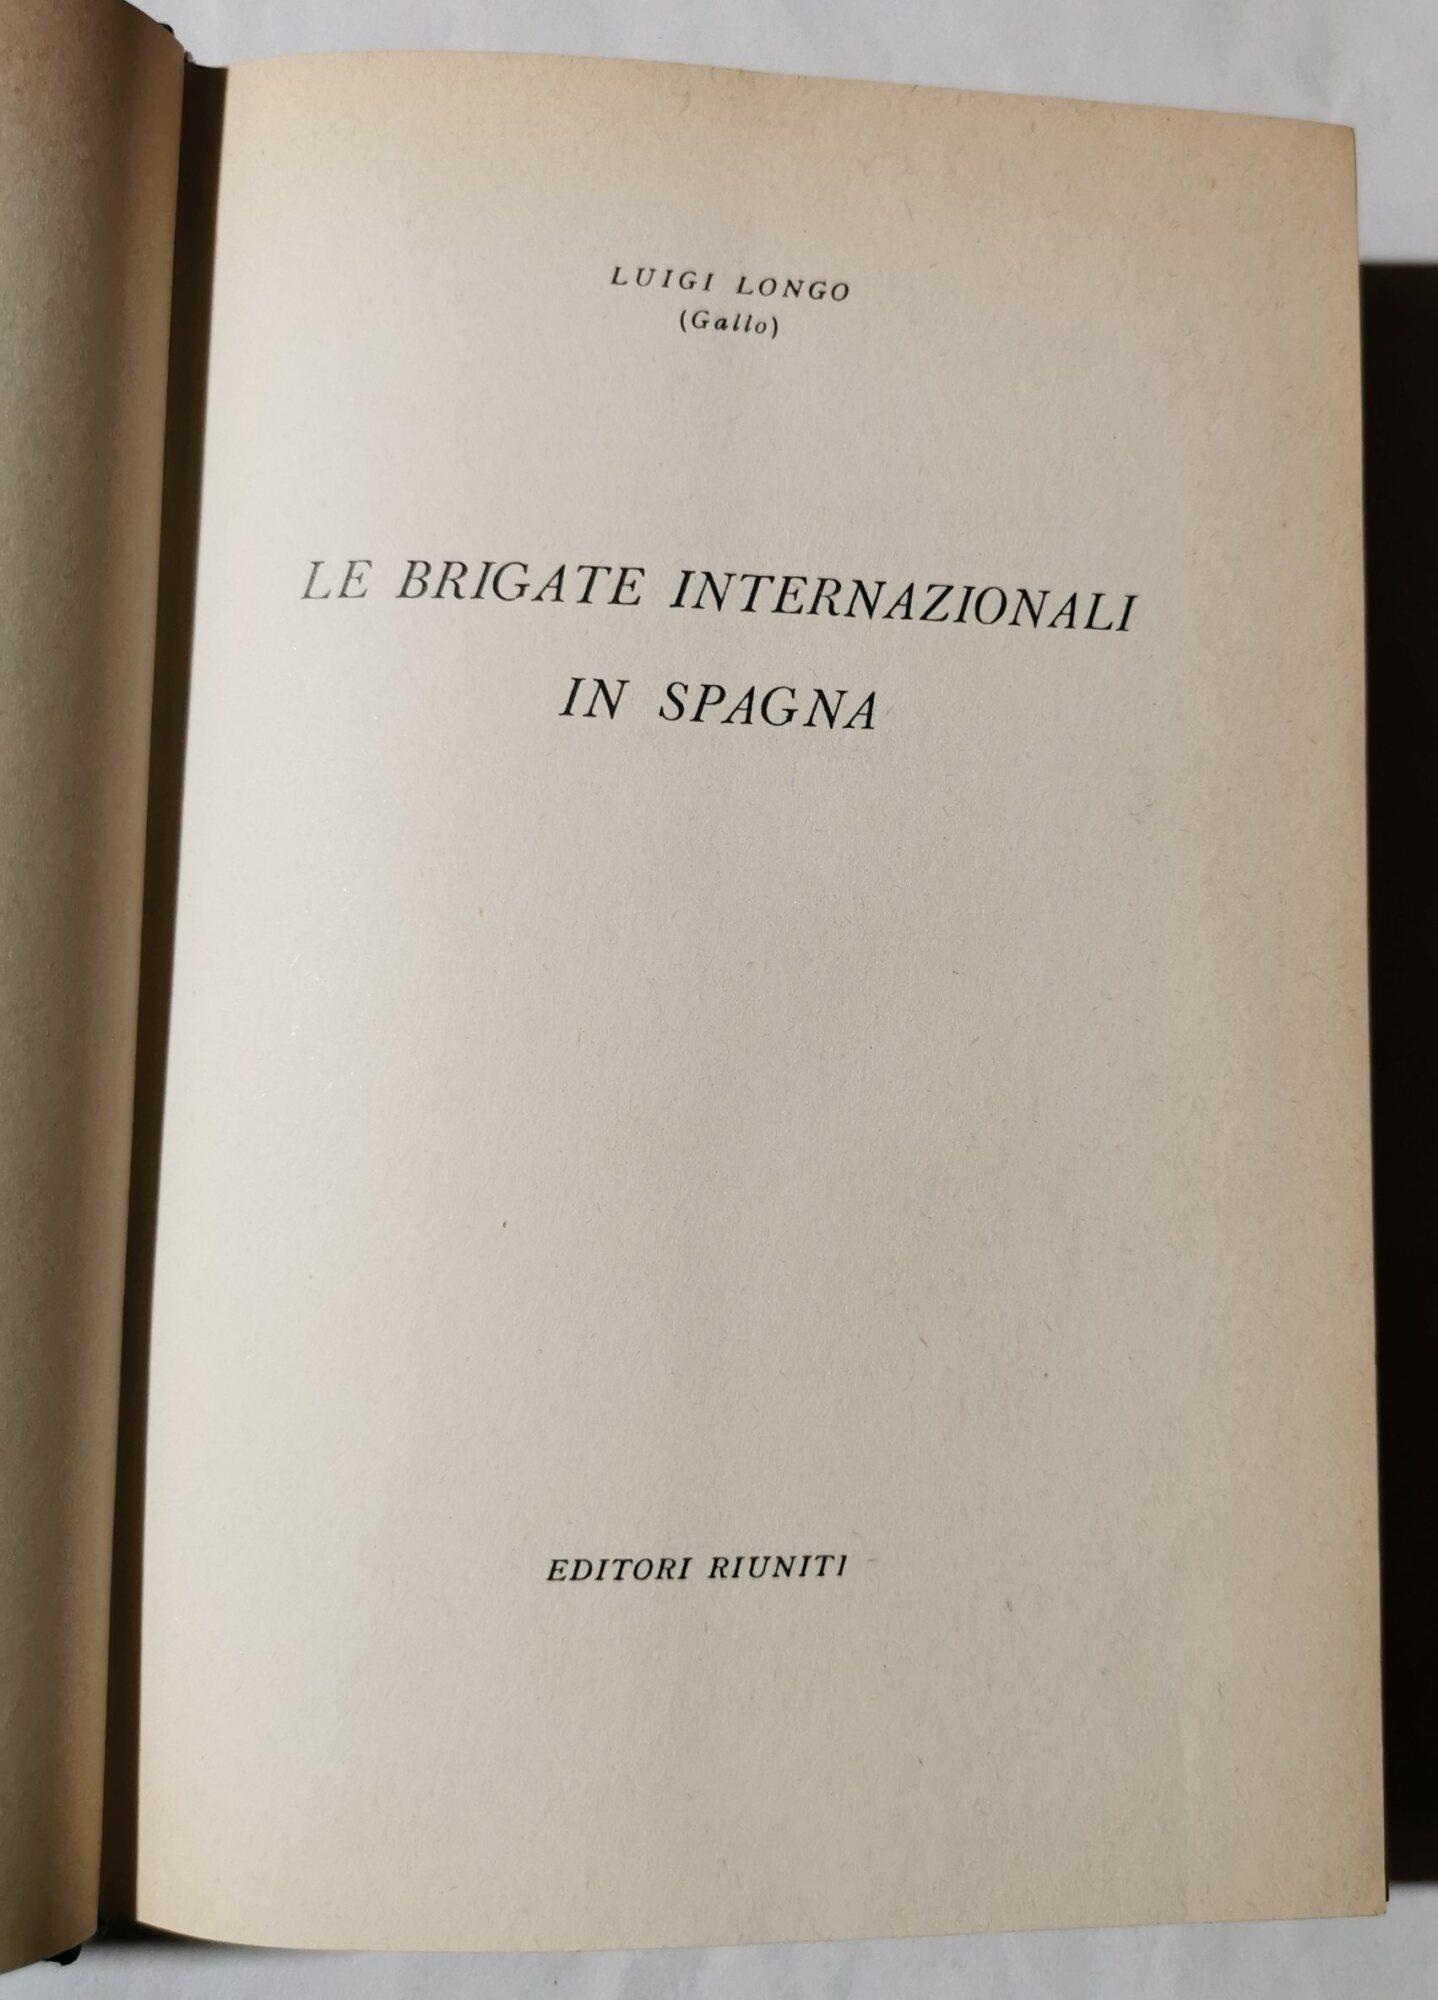 LUIGI LONGO
(Gallo)
LE BRIGATE INTERNAZIONALI
IN SPAGNA
EDITORI RIUNITI